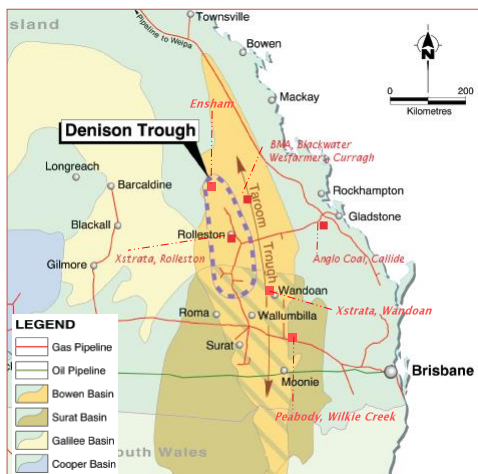 island
Townsville
Pipeline to Weipa
Bowen
Ensham
Mackay
0
200
Kilometres
Denison Trough
BMA, Blackwater
Wesfarmers, Curragh
Longreach
Barcaldine
Taroom
Trough
Rockhampton
Gladstone
Blackall
Rolleston
Xstrata, Rolleston
Anglo Coal, Callide
Gilmore
Wandoan
Xstrata, Wandoan
Roma
Wallumbilla
LEGEND
Gas Pipeline
Oil Pipeline
Bowen Basin
Surat Basin
Galilee Basin
Cooper Basin
Surat
Moonie
Brisbane
Peabody, Wilkie Creek
outh Wales